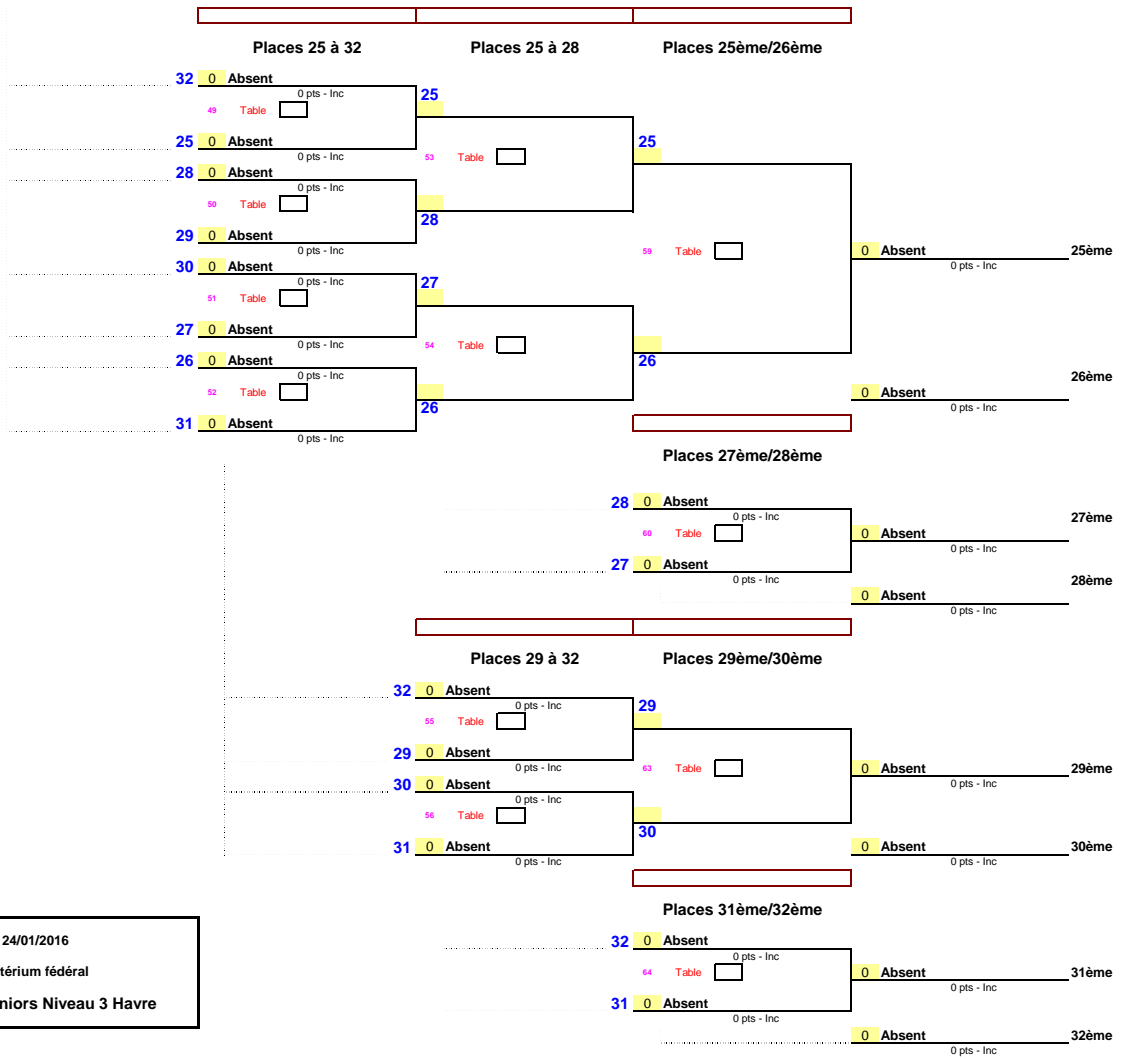 Places 25 à 32 Places 25 à 28 Places 25ème/26ème
32 0 Absent
0 pts - Inc 25
49 Table
25 0 Absent 25
0 pts - Inc 53 Table
28 0 Absent
0 pts - Inc
50 Table
28
29 0 Absent
0 pts - Inc 59 Table 0 Absent 25ème
30 0 Absent 0 pts - Inc
0 pts - Inc 27
51 Table
27 0 Absent
0 pts - Inc 54 Table
26 0 Absent 26
0 pts - Inc 26ème
52 Table 0 Absent
26 0 pts - Inc
31 0 Absent
0 pts - Inc
Places 27ème/28ème
28 0 Absent
0 pts - Inc 27ème
60 Table 0 Absent
0 pts - Inc
27 0 Absent
0 pts - Inc 28ème
0 Absent
0 pts - Inc
Places 29 à 32 Places 29ème/30ème
32 0 Absent
0 pts - Inc 29
55 Table
29 0 Absent
0 pts - Inc 63 Table 0 Absent 29ème
30 0 Absent 0 pts - Inc
0 pts - Inc
56 Table
30
31 0 Absent 0 Absent 30ème
0 pts - Inc 0 pts - Inc
Places 31ème/32ème
32 0 Absent
0 pts - Inc
64 Table 0 Absent 31ème
0 pts - Inc
31 0 Absent
0 pts - Inc
0 Absent 32ème
0 pts - Inc
24/01/2016
térium fédéral
niors Niveau 3 Havre